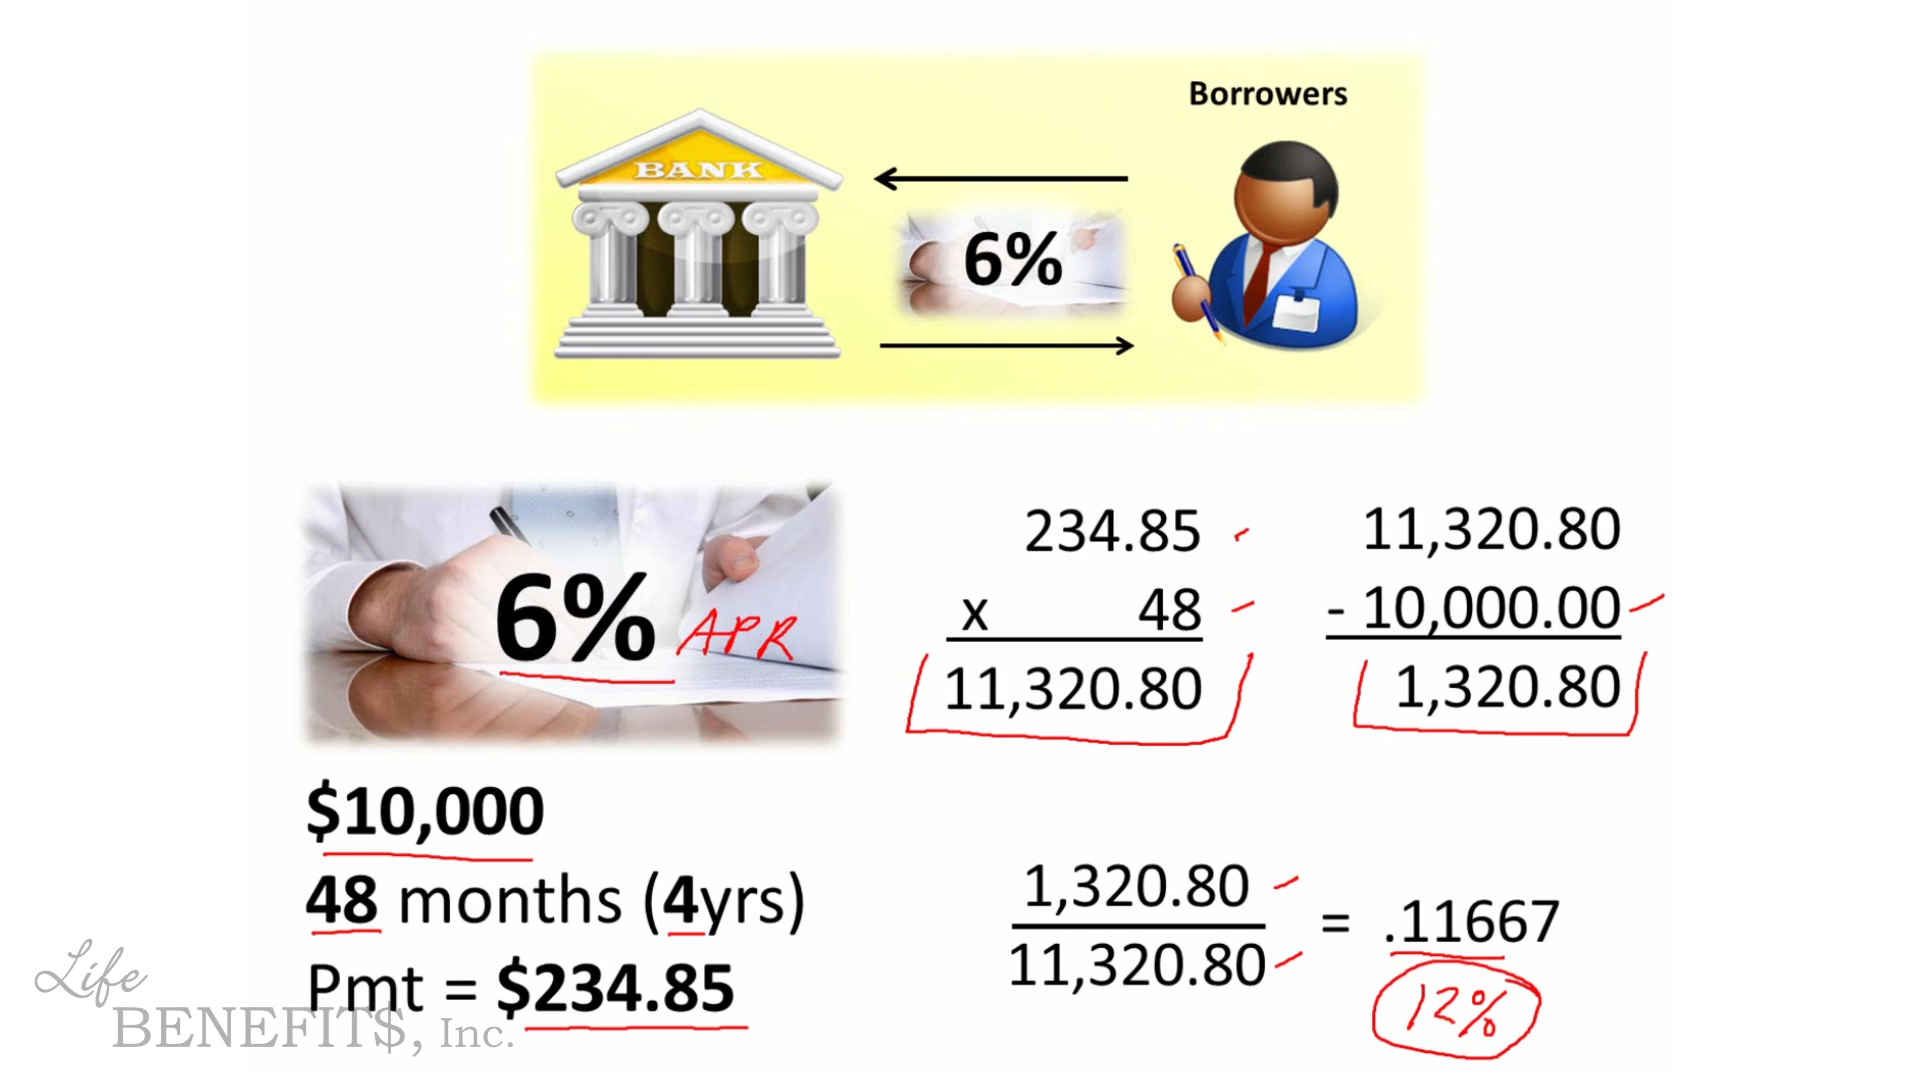 Borrowers
BANK
6%
6% APR
$10,000
48 months (4yrs)
Pmt = $234.85
234.85
x 48
11,320.80
11,320.80
- 10,000.00
1,320.80
1,320.80
11,320.80
= .11667
12%
Life
BENEFIT$, Inc.